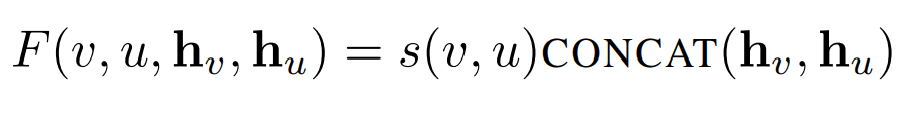 F(v, u, h_v, h_u) = s(v, u)CONCAT(h_v, h_u)